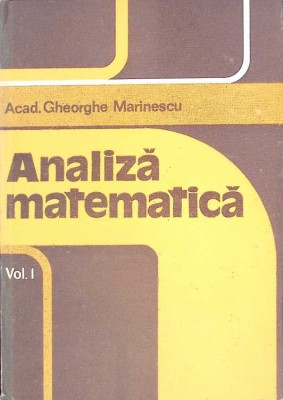 Acad. Gheorghe Marinescu
Analiză
matematică
Vol. I